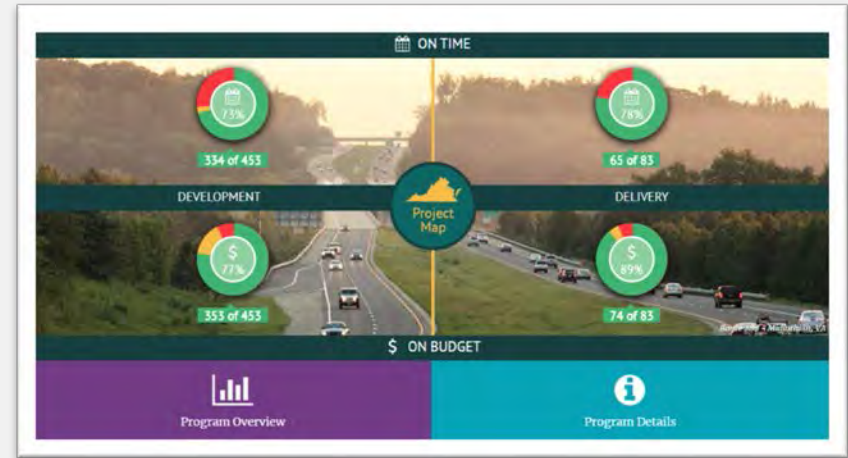 ON TIME
73%
78%
334 of 453
65 of 83
DEVELOPMENT
DELIVERY
Project
Map
$
77%
$
89%
353 of 453
74 of 83
$ ON BUDGET
Program Overview
Program Details